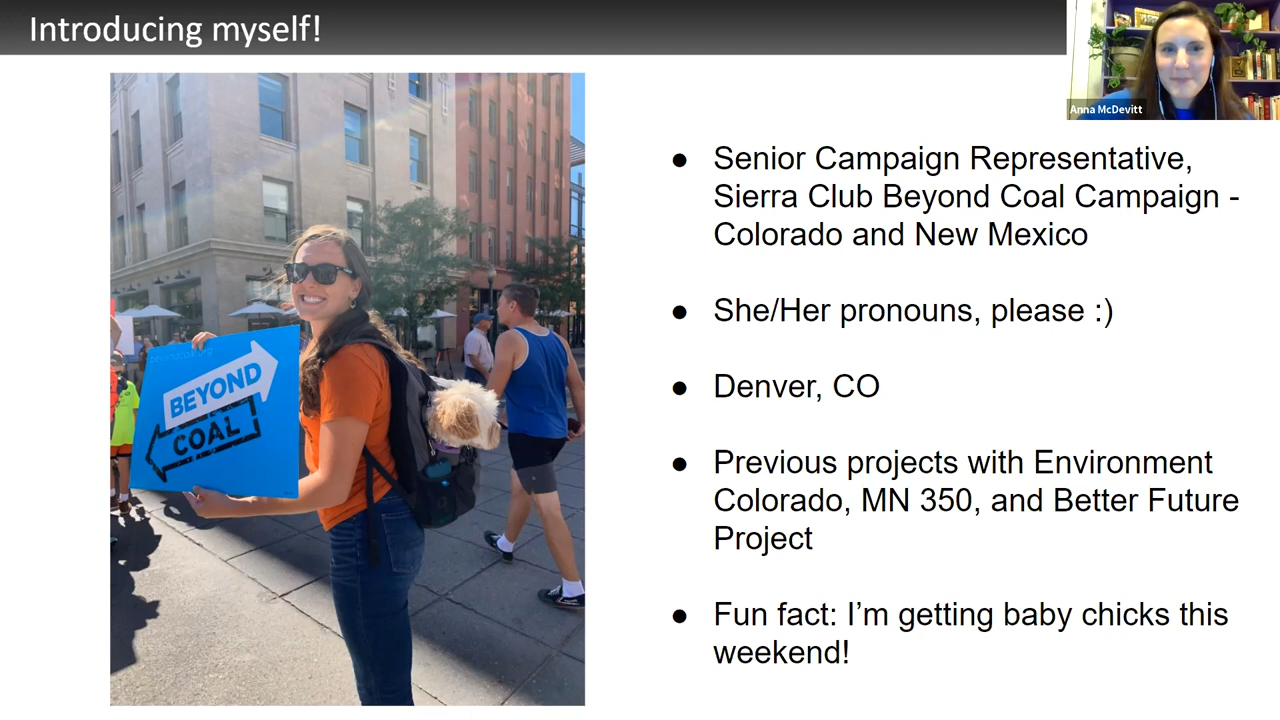 Introducing myself!
Anna McDevitt
● Senior Campaign Representative,
Sierra Club Beyond Coal Campaign -
Colorado and New Mexico
● She/Her pronouns, please :)
● Denver, CO
● Previous projects with Environment
Colorado, MN 350, and Better Future
Project
● Fun fact: I’m getting baby chicks this
weekend!
beyondcoal.org
BEYOND
COAL